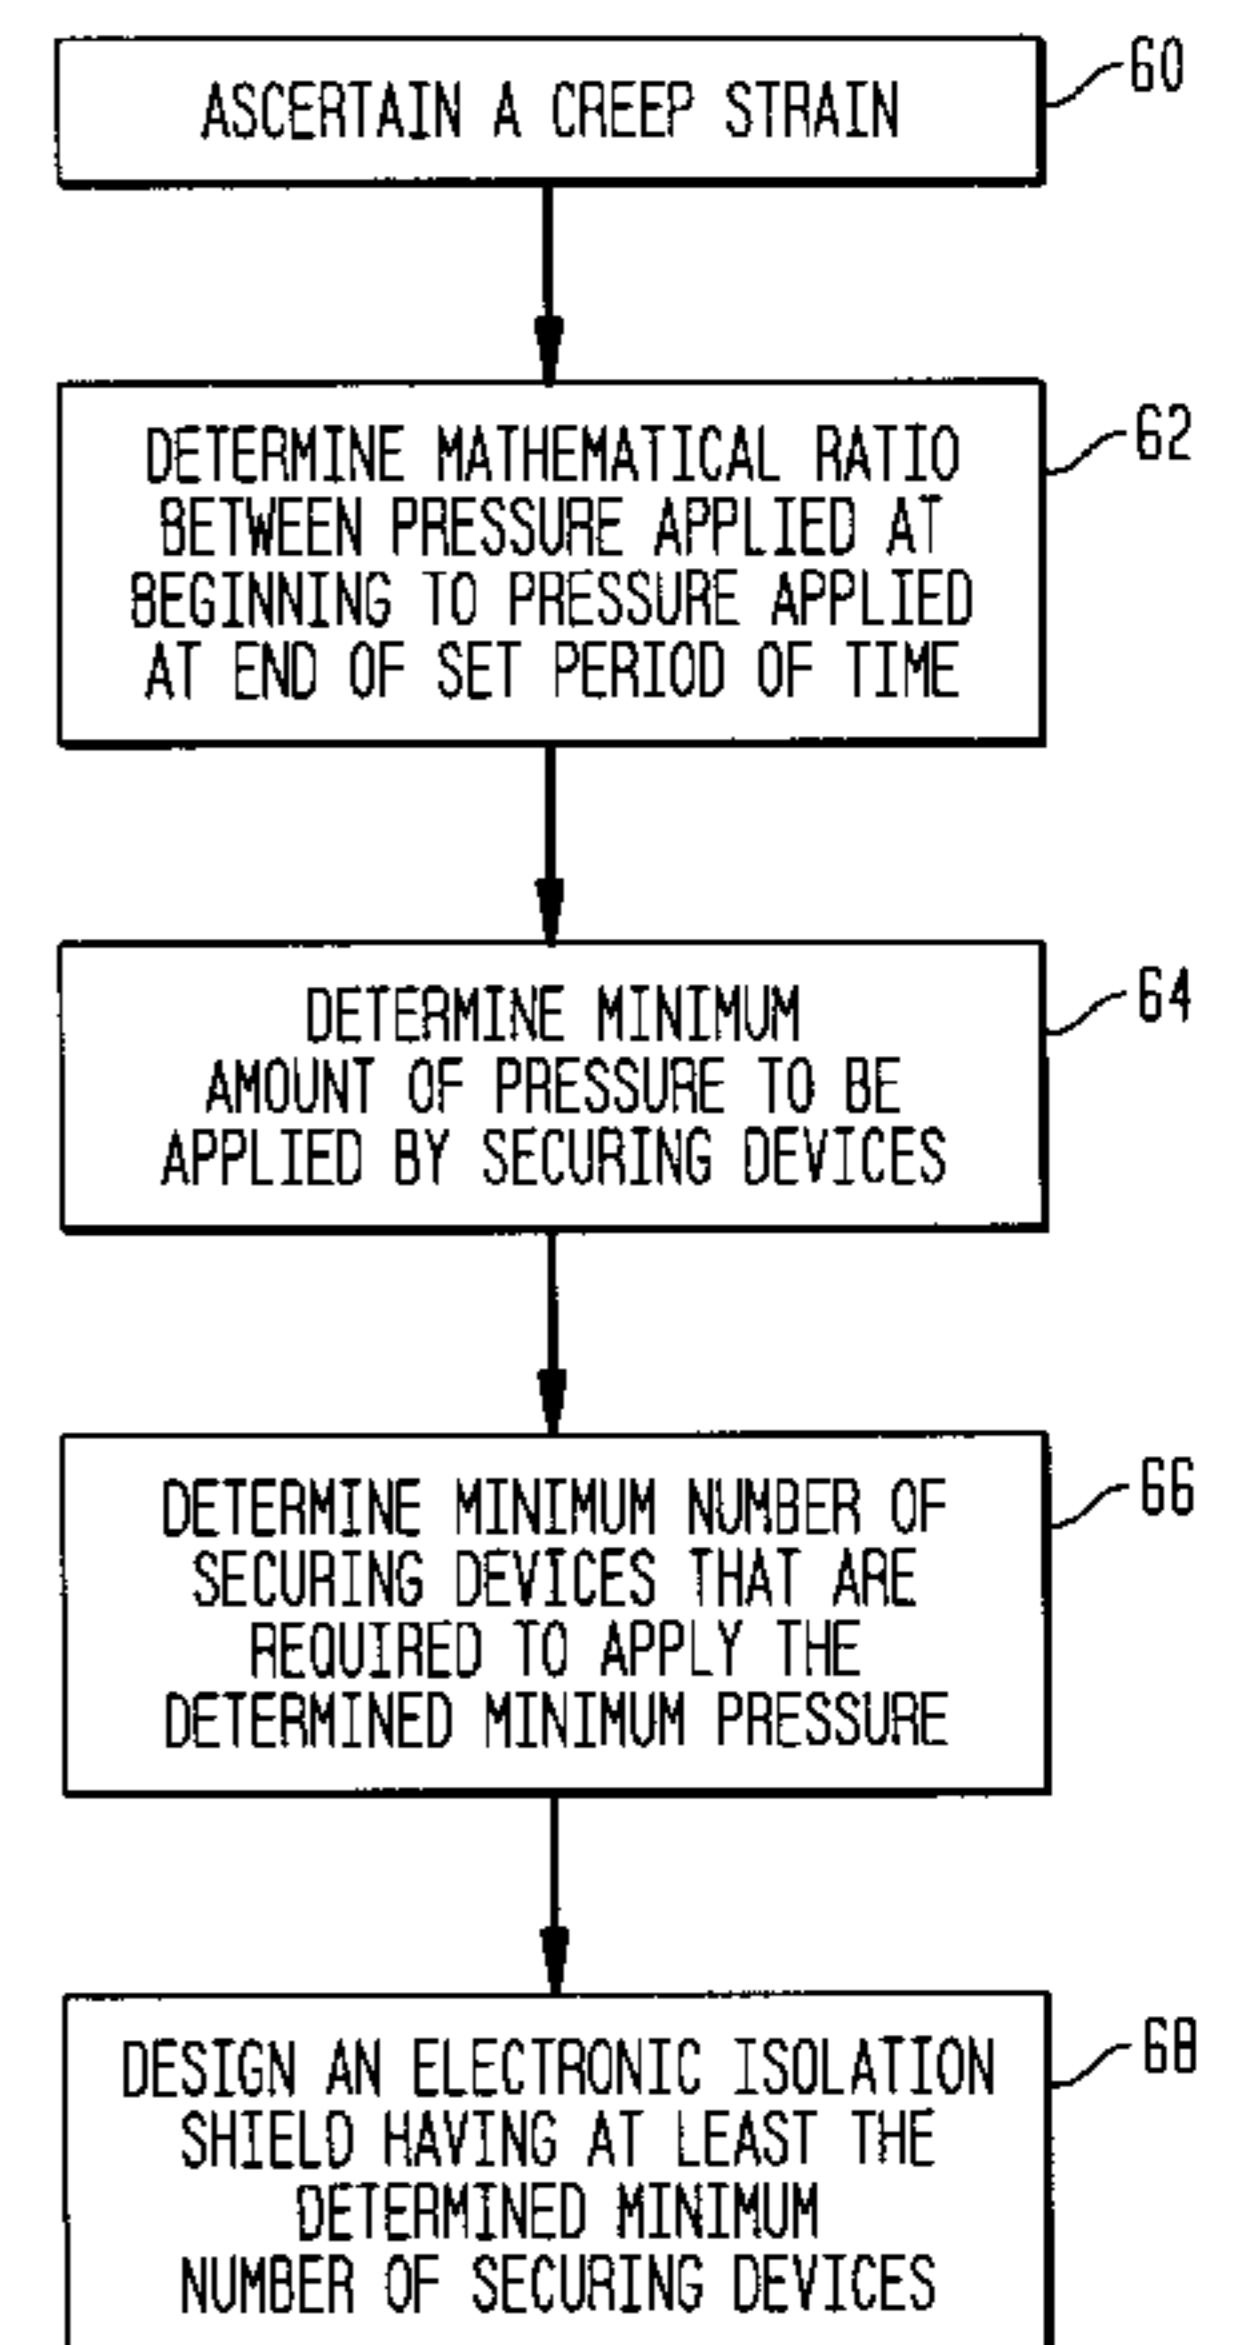 ASCERTAIN A CREEP STRAIN
60
DETERMINE MATHEMATICAL RATIO
BETWEEN PRESSURE APPLIED AT
BEGINNING TO PRESSURE APPLIED
AT END OF SET PERIOD OF TIME
62
DETERMINE MINIMUM
AMOUNT OF PRESSURE TO BE
APPLIED BY SECURING DEVICES
64
DETERMINE MINIMUM NUMBER OF
SECURING DEVICES THAT ARE
REQUIRED TO APPLY THE
DETERMINED MINIMUM PRESSURE
66
DESIGN AN ELECTRONIC ISOLATION
SHIELD HAVING AT LEAST THE
DETERMINED MINIMUM
NUMBER OF SECURING DEVICES
68